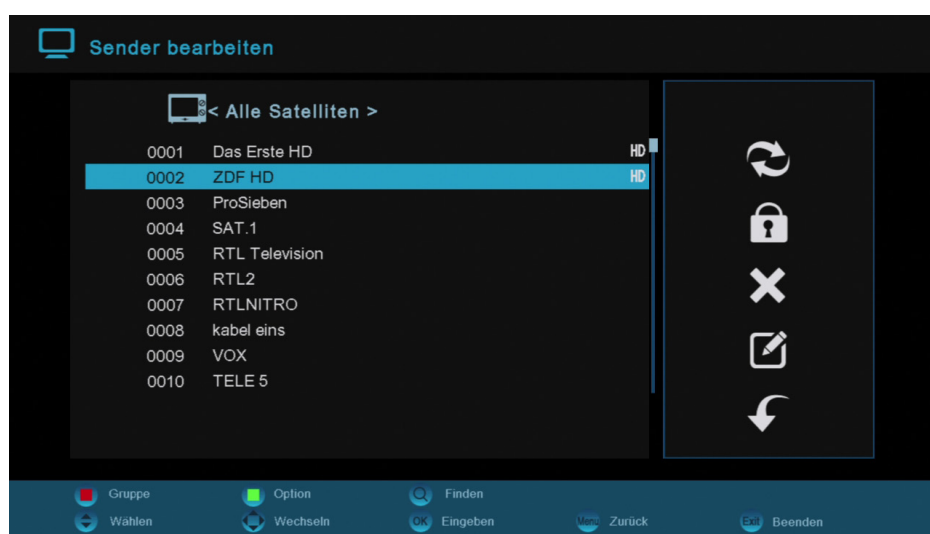 Sender bearbeiten
< Alle Satelliten >
0001 Das Erste HD HD
0002 ZDF HD HD
0003 ProSieben
0004 SAT.1
0005 RTL Television
0006 RTL2
0007 RTLNITRO
0008 kabel eins
0009 VOX
0010 TELE 5
Gruppe Option Finden
Wählen Wechseln OK Eingeben Menu Zurück Exit Beenden